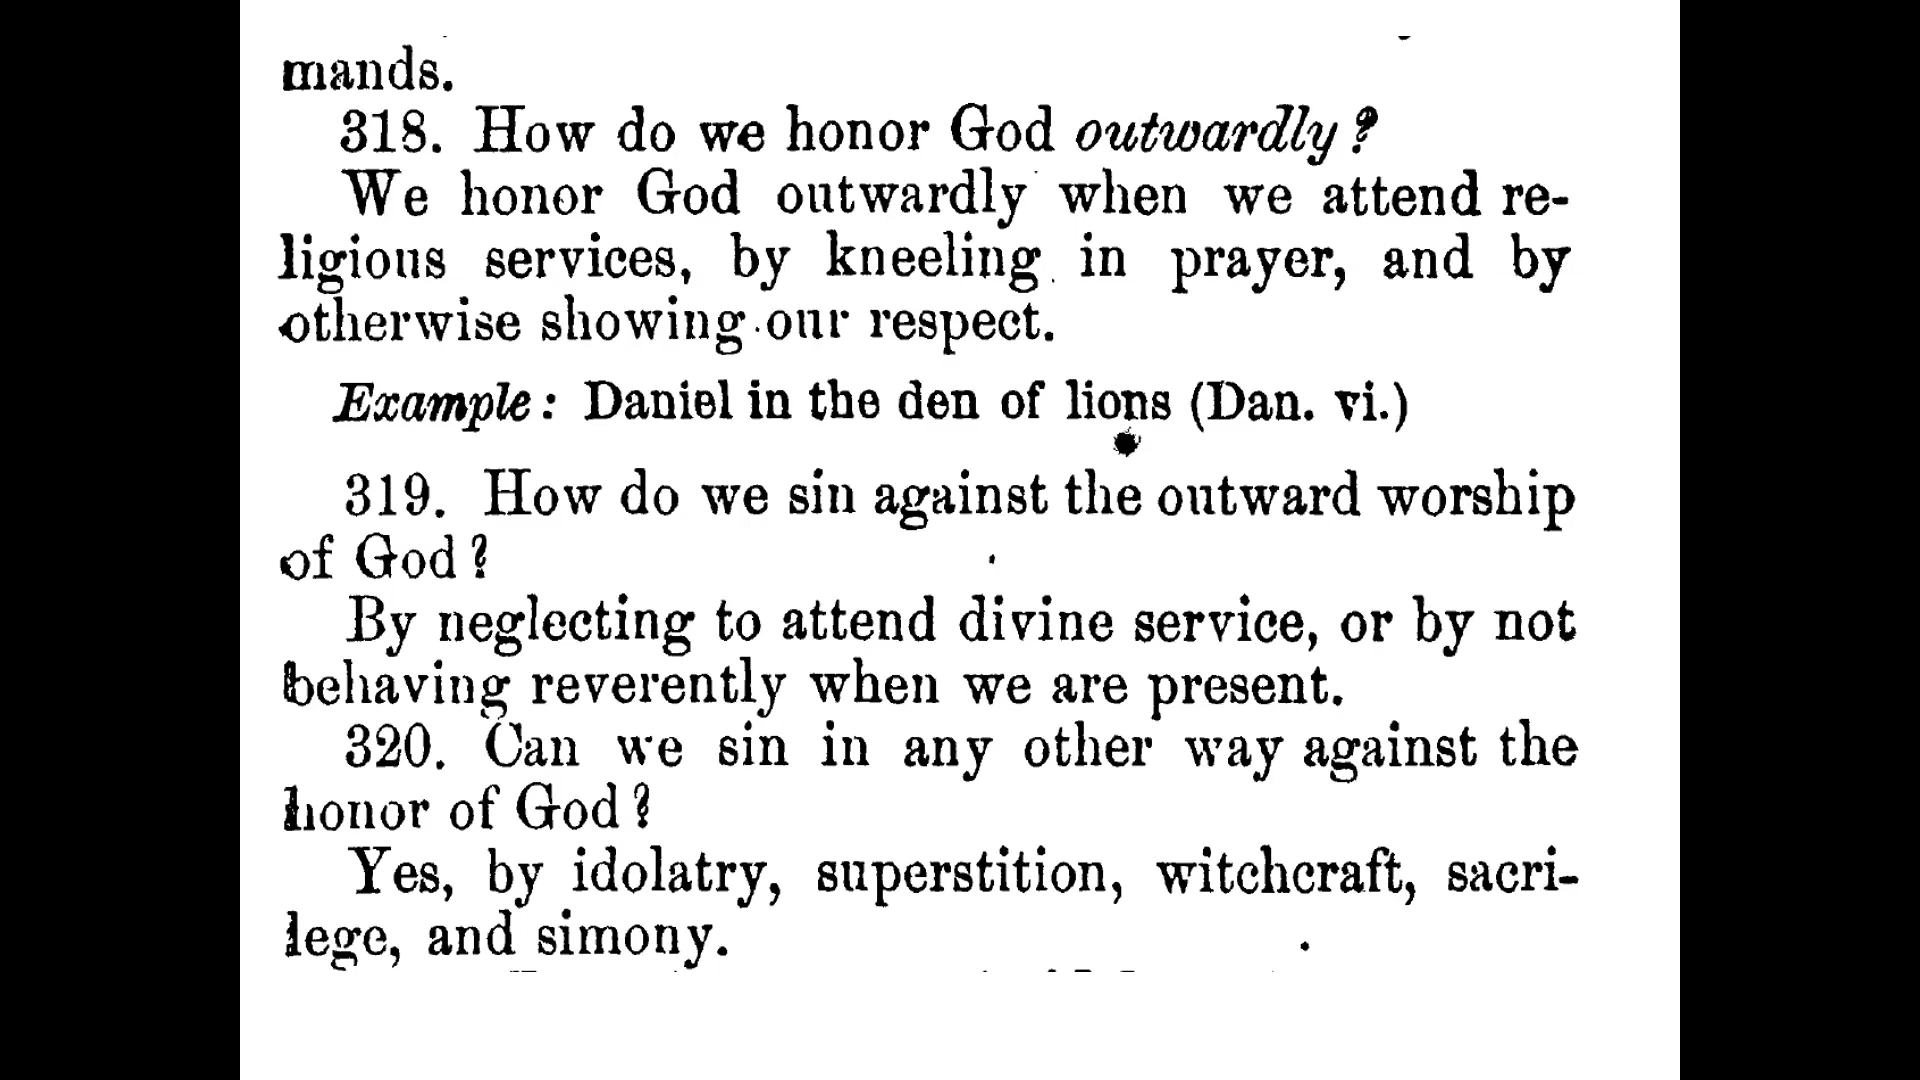 mands.
318. How do we honor God outwardly?
We honor God outwardly when we attend re-
ligious services, by kneeling in prayer, and by
otherwise showing our respect.
Example: Daniel in the den of lions (Dan. vi.)
319. How do we sin against the outward worship
of God?
By neglecting to attend divine service, or by not
behaving reverently when we are present.
320. Can we sin in any other way against the
honor of God?
Yes, by idolatry, superstition, witchcraft, sacri-
lege, and simony.